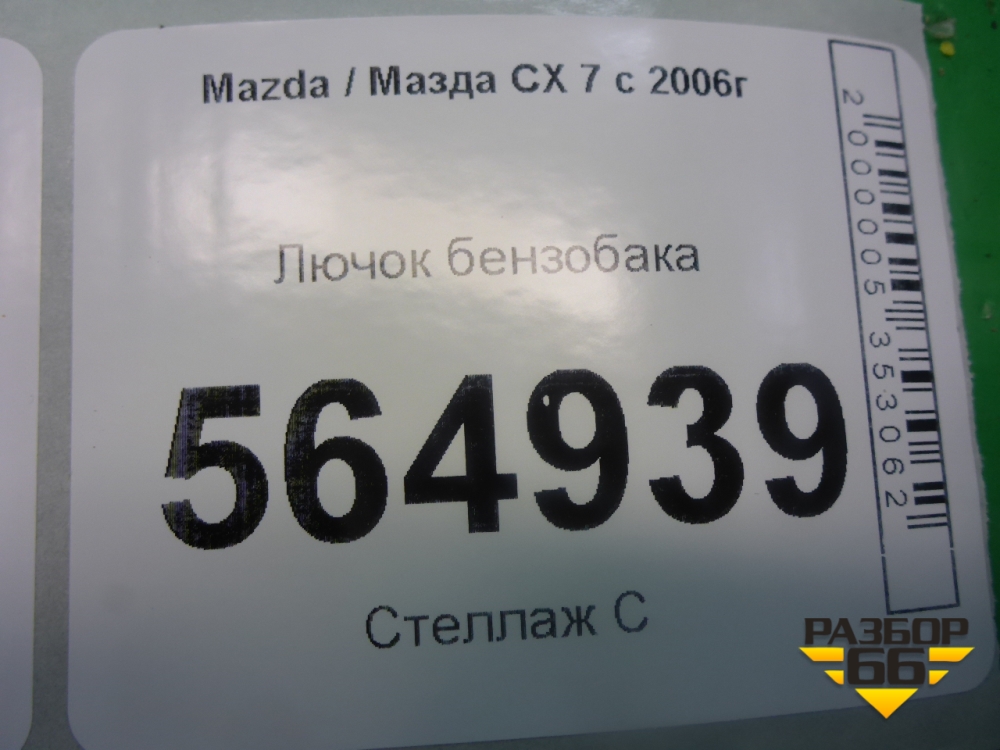 Mazda / Мазда CX 7 с 2006г
Лючок бензобака
564939
Стеллаж С
2000005353062
РАЗБОР
66